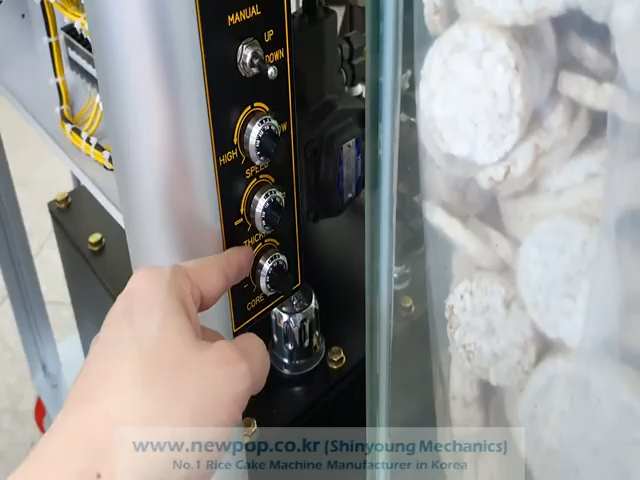 MANUAL
UP
DOWN
HIGH
SPEED
THICK
CORE
www.newpop.co.kr (Shinyoung Mechanics)
No.1 Rice Cake Machine Manufacturer in Korea